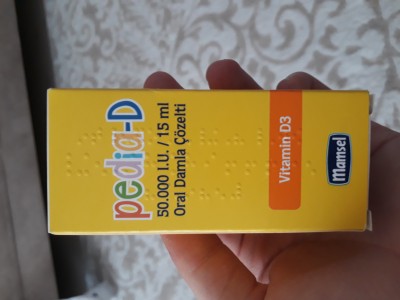 pedia-D
50.000 I.U. / 15 ml
Oral Damla Çözelti
Vitamin D3
Mamsel